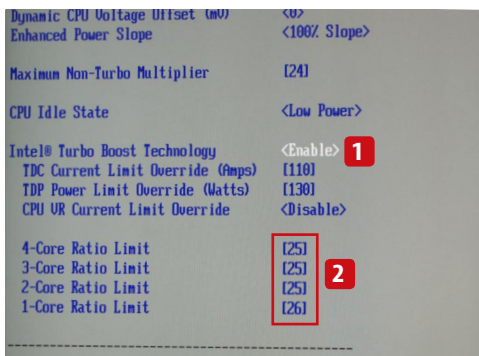 Dynamic CPU Voltage Offset (mV) <0>
Enhanced Power Slope <100% Slope>
Maximum Non-Turbo Multiplier [24]
CPU Idle State <Low Power>
Intel® Turbo Boost Technology <Enable> 1
TDC Current Limit Override (Amps) [110]
TDP Power Limit Override (Watts) [130]
CPU VR Current Limit Override <Disable>
4-Core Ratio Limit [25]
3-Core Ratio Limit [25] 2
2-Core Ratio Limit [25]
1-Core Ratio Limit [26]